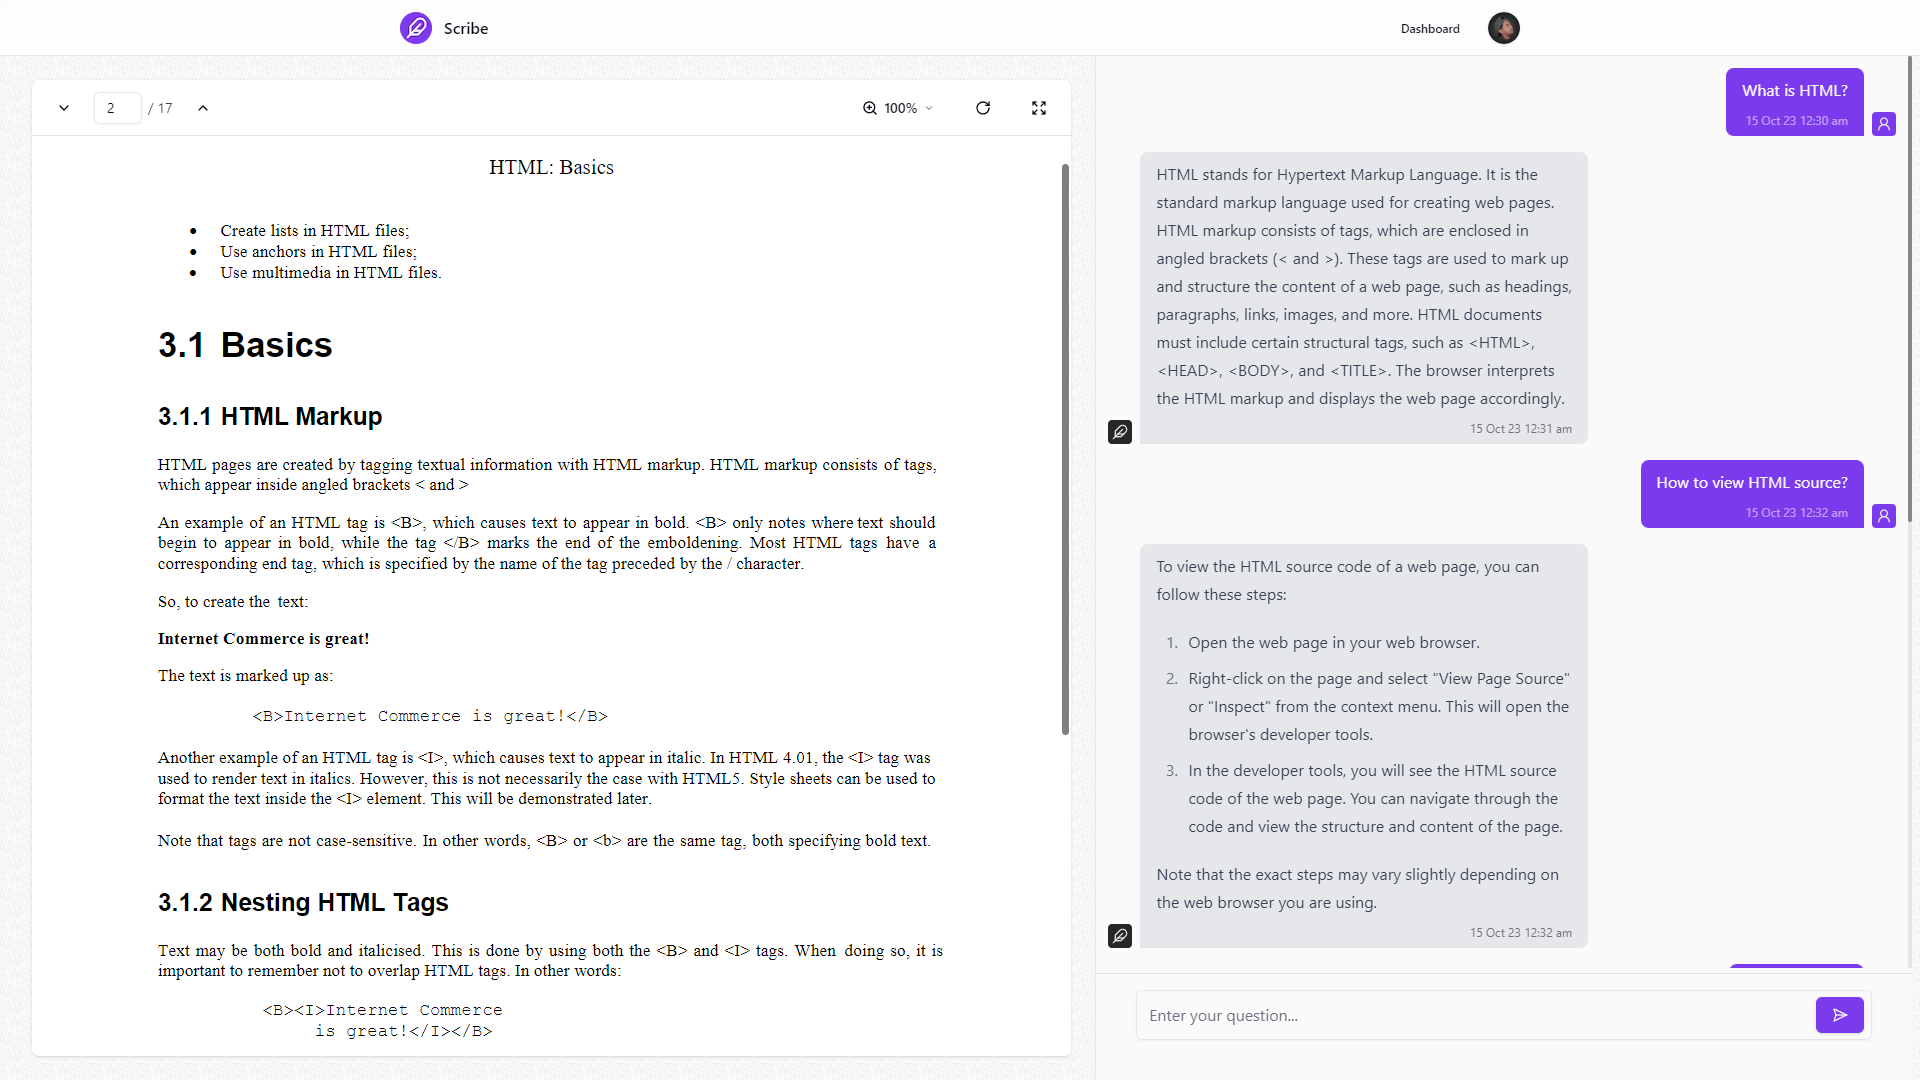 Scribe
Dashboard
2 / 17
100%
HTML: Basics
• Create lists in HTML files;
• Use anchors in HTML files;
• Use multimedia in HTML files.
3.1 Basics
3.1.1 HTML Markup
HTML pages are created by tagging textual information with HTML markup. HTML markup consists of tags,
which appear inside angled brackets < and >
An example of an HTML tag is <B>, which causes text to appear in bold. <B> only notes where text should
begin to appear in bold, while the tag </B> marks the end of the emboldening. Most HTML tags have a
corresponding end tag, which is specified by the name of the tag preceded by the / character.
So, to create the text:
Internet Commerce is great!
The text is marked up as:
<B>Internet Commerce is great!</B>
Another example of an HTML tag is <I>, which causes text to appear in italic. In HTML 4.01, the <I> tag was
used to render text in italics. However, this is not necessarily the case with HTML5. Style sheets can be used to
format the text inside the <I> element. This will be demonstrated later.
Note that tags are not case-sensitive. In other words, <B> or <b> are the same tag, both specifying bold text.
3.1.2 Nesting HTML Tags
Text may be both bold and italicised. This is done by using both the <B> and <I> tags. When doing so, it is
important to remember not to overlap HTML tags. In other words:
<B><I>Internet Commerce
is great!</I></B>
What is HTML?
15 Oct 23 12:30 am
HTML stands for Hypertext Markup Language. It is the
standard markup language used for creating web pages.
HTML markup consists of tags, which are enclosed in
angled brackets (< and >). These tags are used to mark up
and structure the content of a web page, such as headings,
paragraphs, links, images, and more. HTML documents
must include certain structural tags, such as <HTML>,
<HEAD>, <BODY>, and <TITLE>. The browser interprets
the HTML markup and displays the web page accordingly.
15 Oct 23 12:31 am
How to view HTML source?
15 Oct 23 12:32 am
To view the HTML source code of a web page, you can
follow these steps:
1. Open the web page in your web browser.
2. Right-click on the page and select "View Page Source"
or "Inspect" from the context menu. This will open the
browser's developer tools.
3. In the developer tools, you will see the HTML source
code of the web page. You can navigate through the
code and view the structure and content of the page.
Note that the exact steps may vary slightly depending on
the web browser you are using.
15 Oct 23 12:32 am
Enter your question...